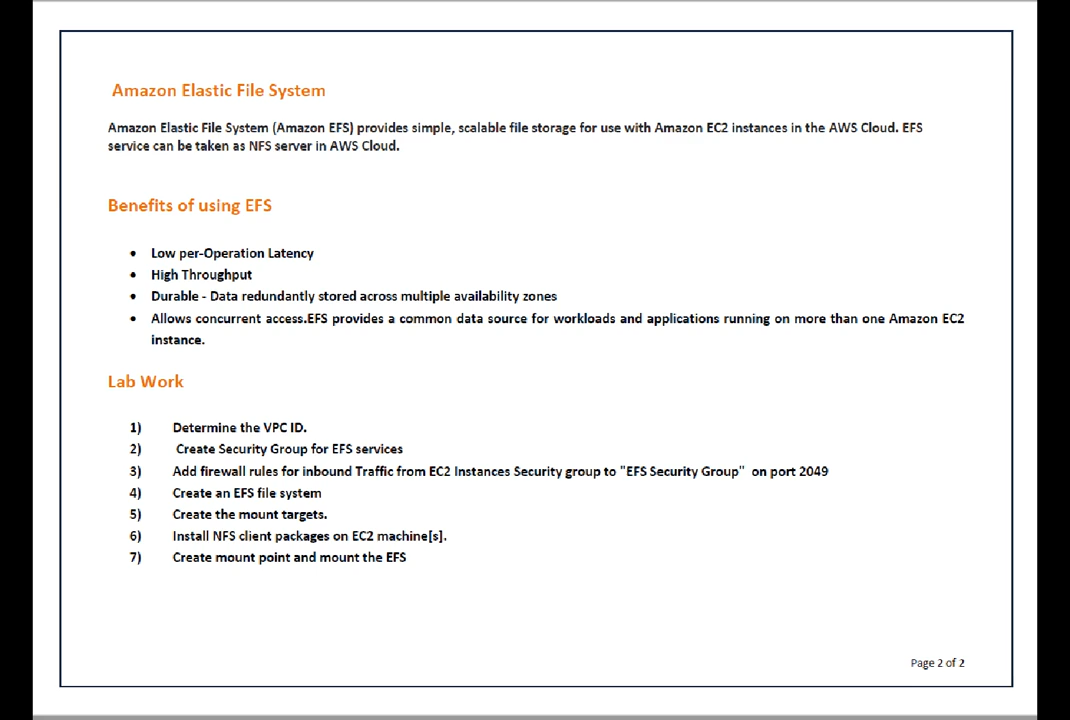 Amazon Elastic File System
Amazon Elastic File System (Amazon EFS) provides simple, scalable file storage for use with Amazon EC2 instances in the AWS Cloud. EFS
service can be taken as NFS server in AWS Cloud.
Benefits of using EFS
• Low per-Operation Latency
• High Throughput
• Durable - Data redundantly stored across multiple availability zones
• Allows concurrent access.EFS provides a common data source for workloads and applications running on more than one Amazon EC2
instance.
Lab Work
1) Determine the VPC ID.
2) Create Security Group for EFS services
3) Add firewall rules for inbound Traffic from EC2 Instances Security group to "EFS Security Group" on port 2049
4) Create an EFS file system
5) Create the mount targets.
6) Install NFS client packages on EC2 machine[s].
7) Create mount point and mount the EFS
Page 2 of 2